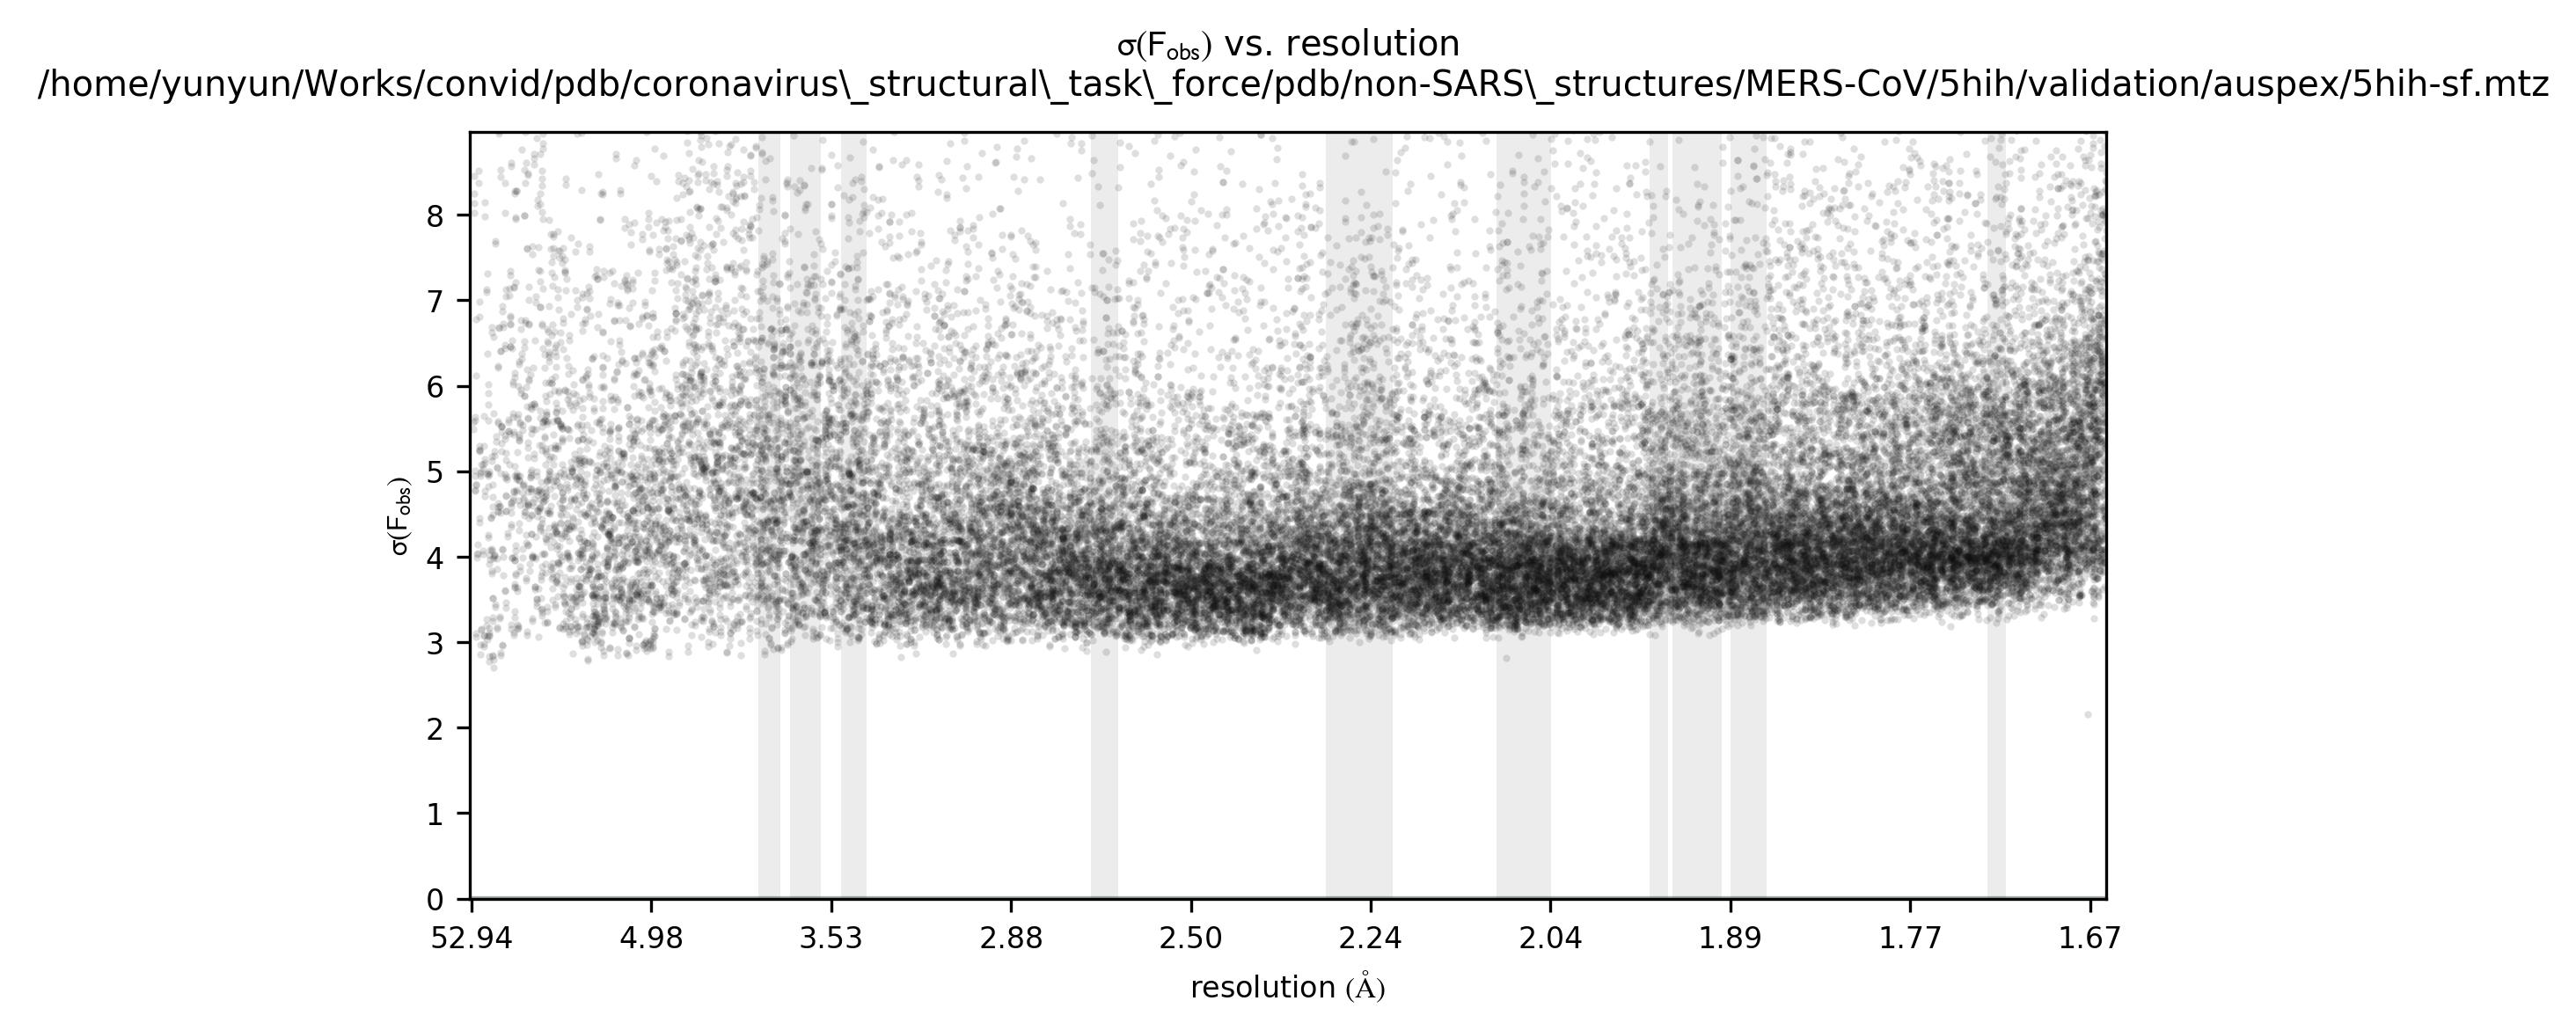 σ(Fobs) vs. resolution
/home/yunyun/Works/convid/pdb/coronavirus\_structural\_task\_force/pdb/non-SARS\_structures/MERS-CoV/5hih/validation/auspex/5hih-sf.mtz
σ(Fobs)
8
7
6
5
4
3
2
1
0
52.94 4.98 3.53 2.88 2.50 2.24 2.04 1.89 1.77 1.67
resolution (Å)